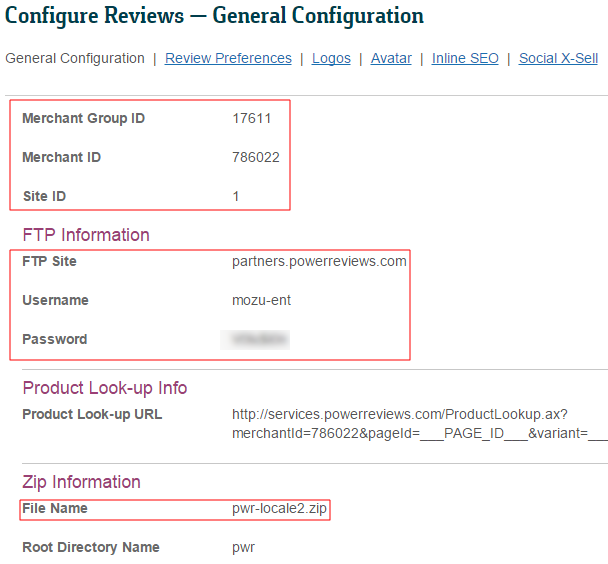 Configure Reviews — General Configuration
General Configuration | Review Preferences | Logos | Avatar | Inline SEO | Social X-Sell
Merchant Group ID 17611
Merchant ID 786022
Site ID 1
FTP Information
FTP Site partners.powerreviews.com
Username mozu-ent
Password
Product Look-up Info
Product Look-up URL http://services.powerreviews.com/ProductLookup.ax?
merchantId=786022&pageId=___PAGE_ID___&variant=___
Zip Information
File Name pwr-locale2.zip
Root Directory Name pwr